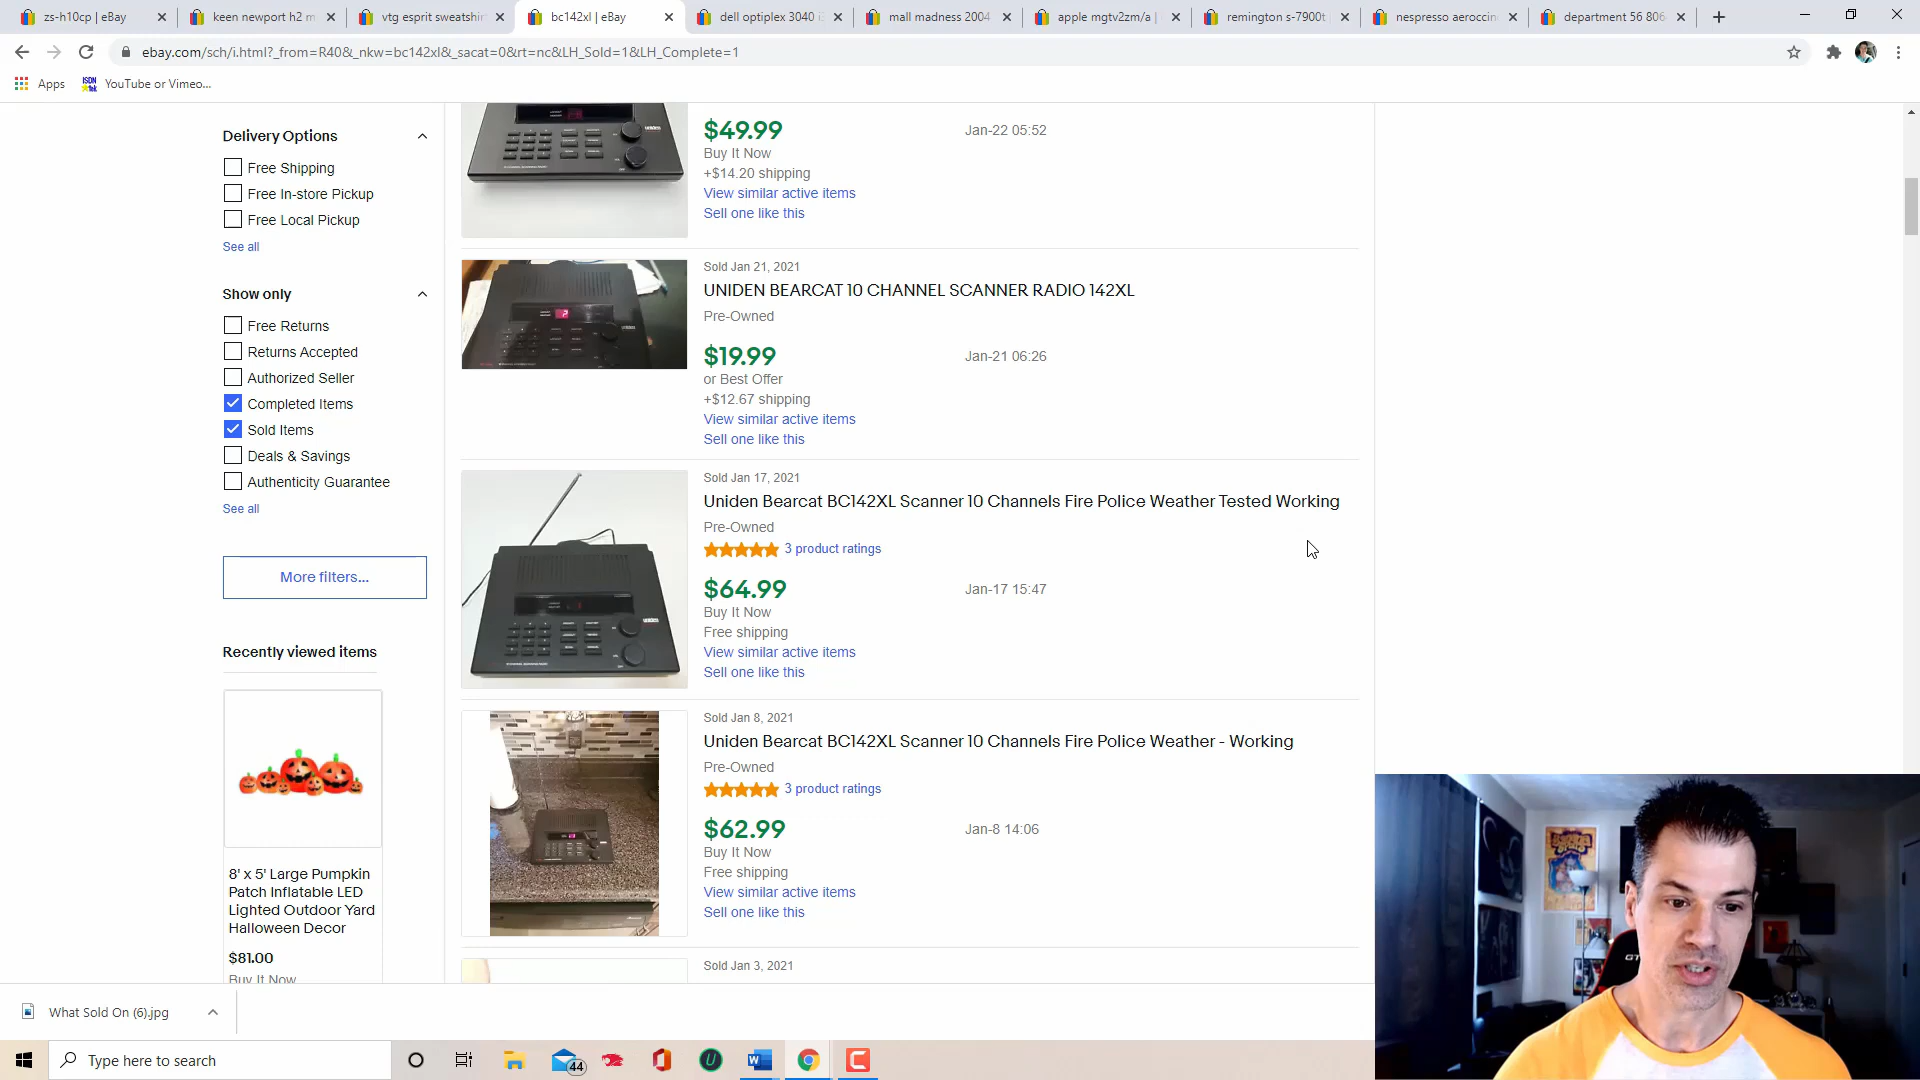 zs-h10cp | eBay
keen newport h2 m
vtg esprit sweatshir
bc142xl | eBay
dell optiplex 3040 i
mall madness 2004
apple mgtv2zm/a |
remington s-7900t
nespresso aeroccin
department 56 806
ebay.com/sch/i.html?_from=R40&_nkw=bc142xl&_sacat=0&rt=nc&LH_Sold=1&LH_Complete=1
Apps
ISDN
Tek
YouTube or Vimeo...
Delivery Options
Free Shipping
Free In-store Pickup
Free Local Pickup
See all
Show only
Free Returns
Returns Accepted
Authorized Seller
Completed Items
Sold Items
Deals & Savings
Authenticity Guarantee
See all
More filters...
Recently viewed items
8' x 5' Large Pumpkin
Patch Inflatable LED
Lighted Outdoor Yard
Halloween Decor
$81.00
Buy It Now
$49.99
Jan-22 05:52
Buy It Now
+$14.20 shipping
View similar active items
Sell one like this
Sold Jan 21, 2021
UNIDEN BEARCAT 10 CHANNEL SCANNER RADIO 142XL
Pre-Owned
$19.99
Jan-21 06:26
or Best Offer
+$12.67 shipping
View similar active items
Sell one like this
Sold Jan 17, 2021
Uniden Bearcat BC142XL Scanner 10 Channels Fire Police Weather Tested Working
Pre-Owned
3 product ratings
$64.99
Jan-17 15:47
Buy It Now
Free shipping
View similar active items
Sell one like this
Sold Jan 8, 2021
Uniden Bearcat BC142XL Scanner 10 Channels Fire Police Weather - Working
Pre-Owned
3 product ratings
$62.99
Jan-8 14:06
Buy It Now
Free shipping
View similar active items
Sell one like this
Sold Jan 3, 2021
GT
What Sold On (6).jpg
Type here to search
44